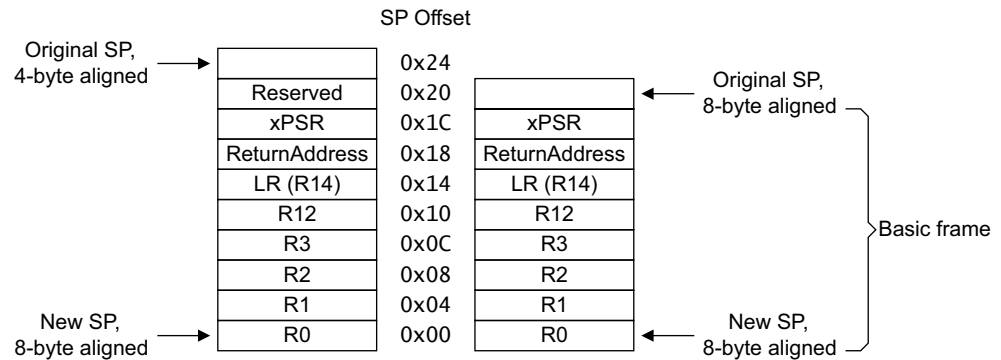 SP Offset
Original SP,
4-byte aligned
0x24
Reserved 0x20
Original SP,
8-byte aligned
xPSR 0x1C xPSR
ReturnAddress 0x18 ReturnAddress
LR (R14) 0x14 LR (R14)
R12 0x10 R12
R3 0x0C R3
Basic frame
R2 0x08 R2
R1 0x04 R1
New SP,
8-byte aligned
R0 0x00 R0
New SP,
8-byte aligned